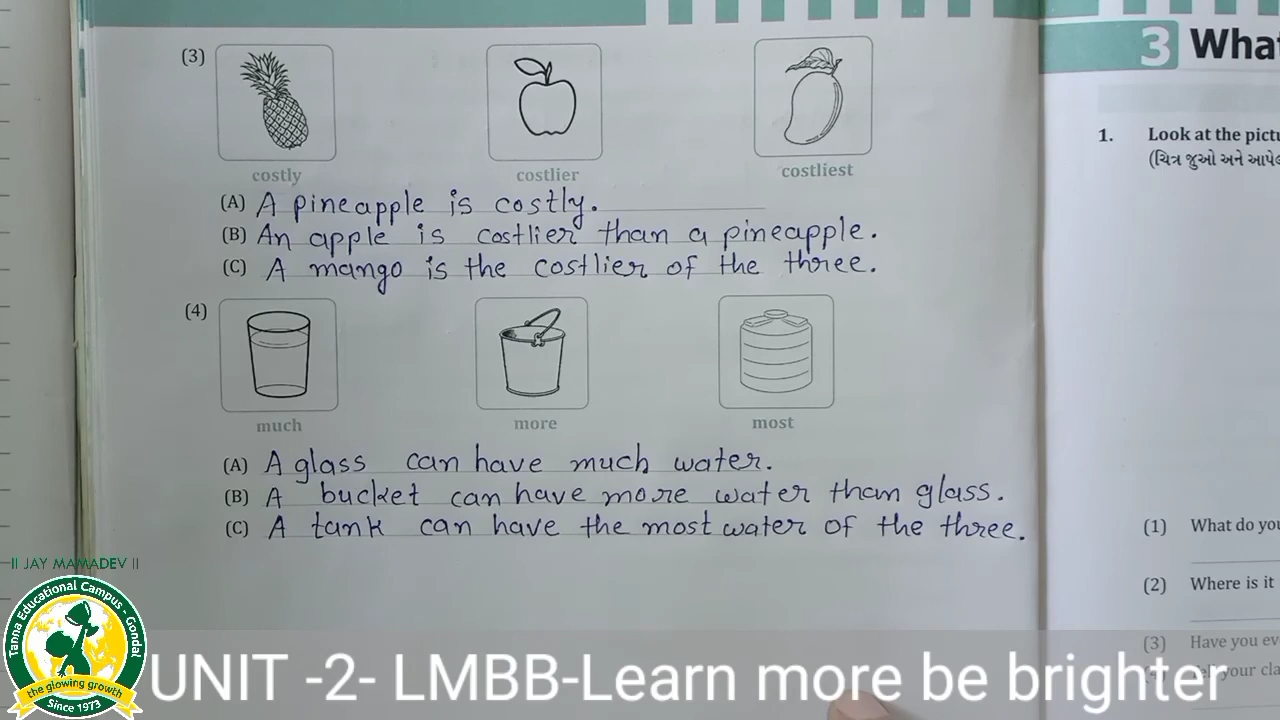 (3)
costly costlier costliest
(A) A pineapple is costly.
(B) An apple is costlier than a pineapple.
(C) A mango is the costlier of the three.
(4)
much more most
(A) A glass can have much water.
(B) A bucket can have more water than glass.
(C) A tank can have the most water of the three.
3 What
1. Look at the pictu
(ચિત્ર જુઓ અને આપેલ
(1) What do you
(2) Where is it
(3) Have you ev
(4) Tell your cla
॥ JAY MAMADEV ॥
Tanna Educational Campus - Gondal
the glowing growth
Since 1973
UNIT -2- LMBB-Learn more be brighter